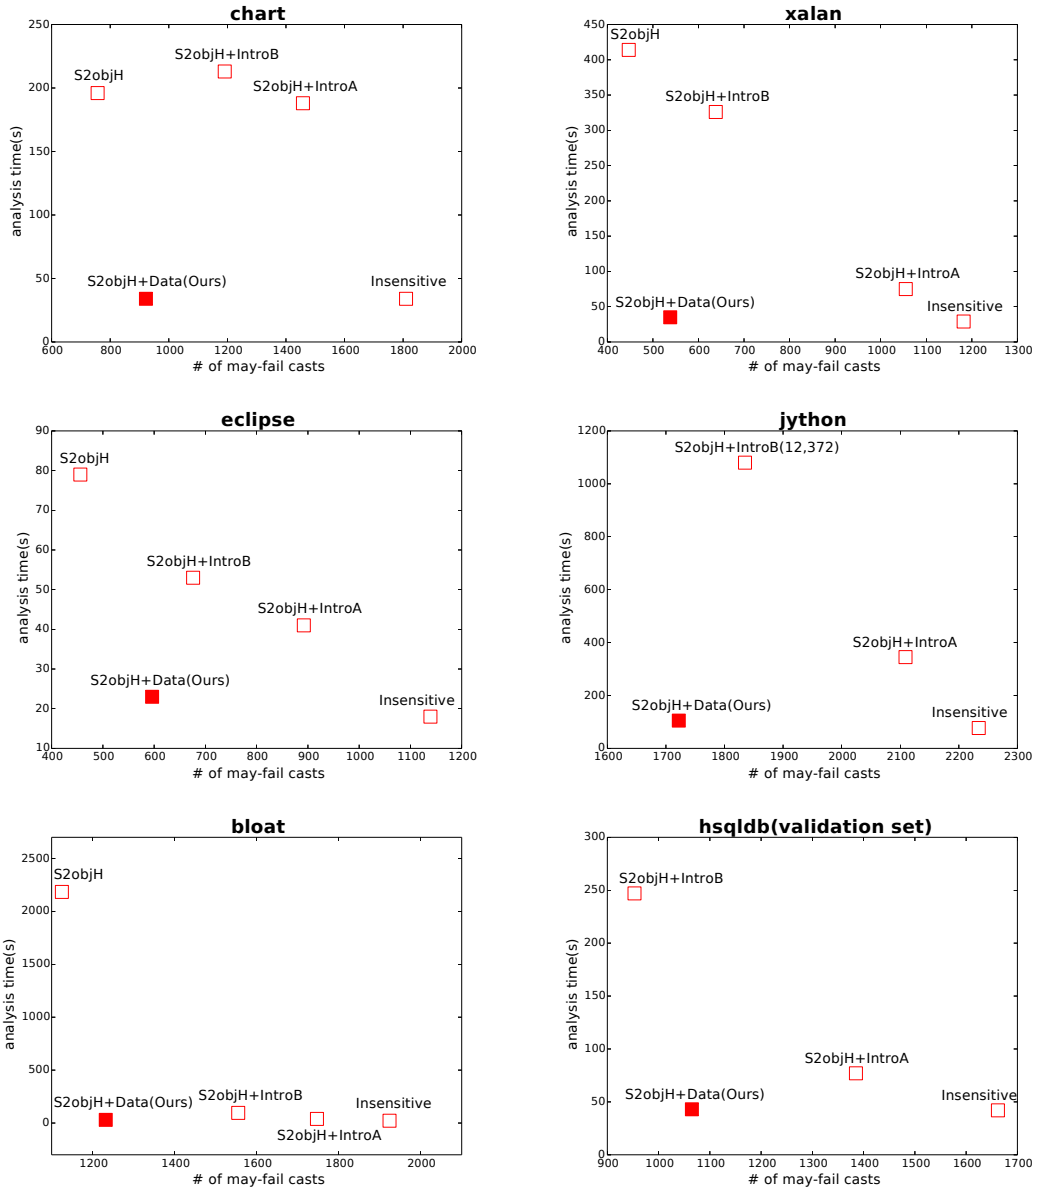 chart
250
200
150
100
50
0
analysis time(s)
S2objH
S2objH+IntroB
S2objH+IntroA
S2objH+Data(Ours)
Insensitive
600 800 1000 1200 1400 1600 1800 2000
# of may-fail casts
xalan
450
400
350
300
250
200
150
100
50
0
analysis time(s)
S2objH
S2objH+IntroB
S2objH+IntroA
S2objH+Data(Ours)
Insensitive
400 500 600 700 800 900 1000 1100 1200 1300
# of may-fail casts
eclipse
90
80
70
60
50
40
30
20
10
analysis time(s)
S2objH
S2objH+IntroB
S2objH+IntroA
S2objH+Data(Ours)
Insensitive
400 500 600 700 800 900 1000 1100 1200
# of may-fail casts
jython
1200
1000
800
600
400
200
0
analysis time(s)
S2objH+IntroB(12,372)
S2objH+IntroA
S2objH+Data(Ours)
Insensitive
1600 1700 1800 1900 2000 2100 2200 2300
# of may-fail casts
bloat
2500
2000
1500
1000
500
0
analysis time(s)
S2objH
S2objH+Data(Ours)
S2objH+IntroB
Insensitive
S2objH+IntroA
1200 1400 1600 1800 2000
# of may-fail casts
hsqldb(validation set)
300
250
200
150
100
50
0
analysis time(s)
S2objH+IntroB
S2objH+IntroA
S2objH+Data(Ours)
Insensitive
900 1000 1100 1200 1300 1400 1500 1600 1700
# of may-fail casts